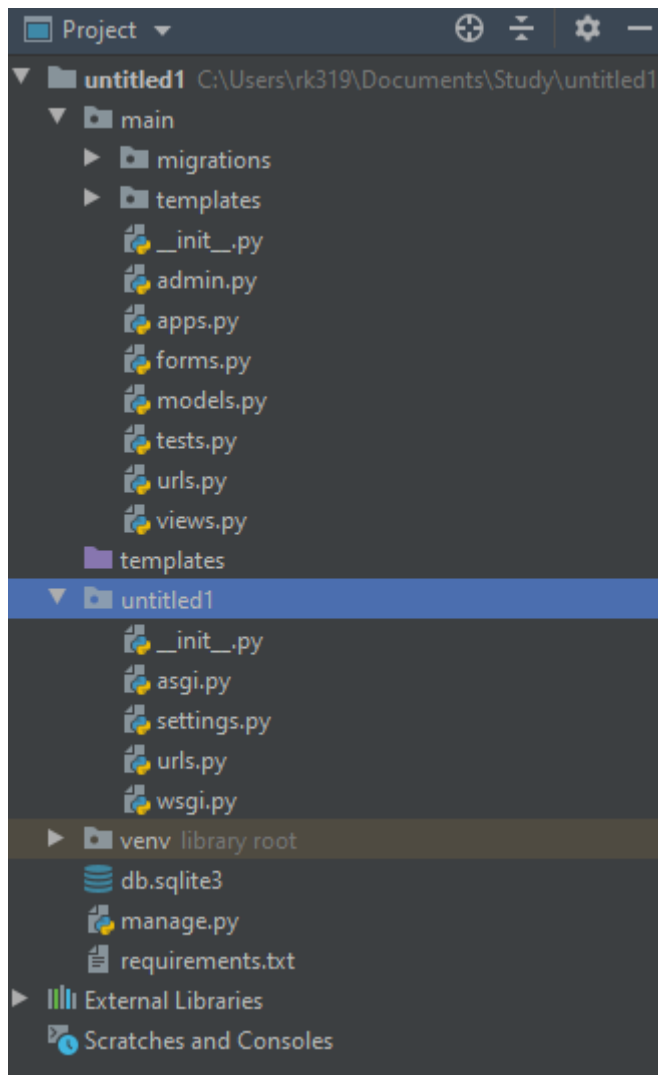 Project
untitled1 C:\Users\rk319\Documents\Study\untitled1
main
migrations
templates
__init__.py
admin.py
apps.py
forms.py
models.py
tests.py
urls.py
views.py
templates
untitled1
__init__.py
asgi.py
settings.py
urls.py
wsgi.py
venv library root
db.sqlite3
manage.py
requirements.txt
External Libraries
Scratches and Consoles